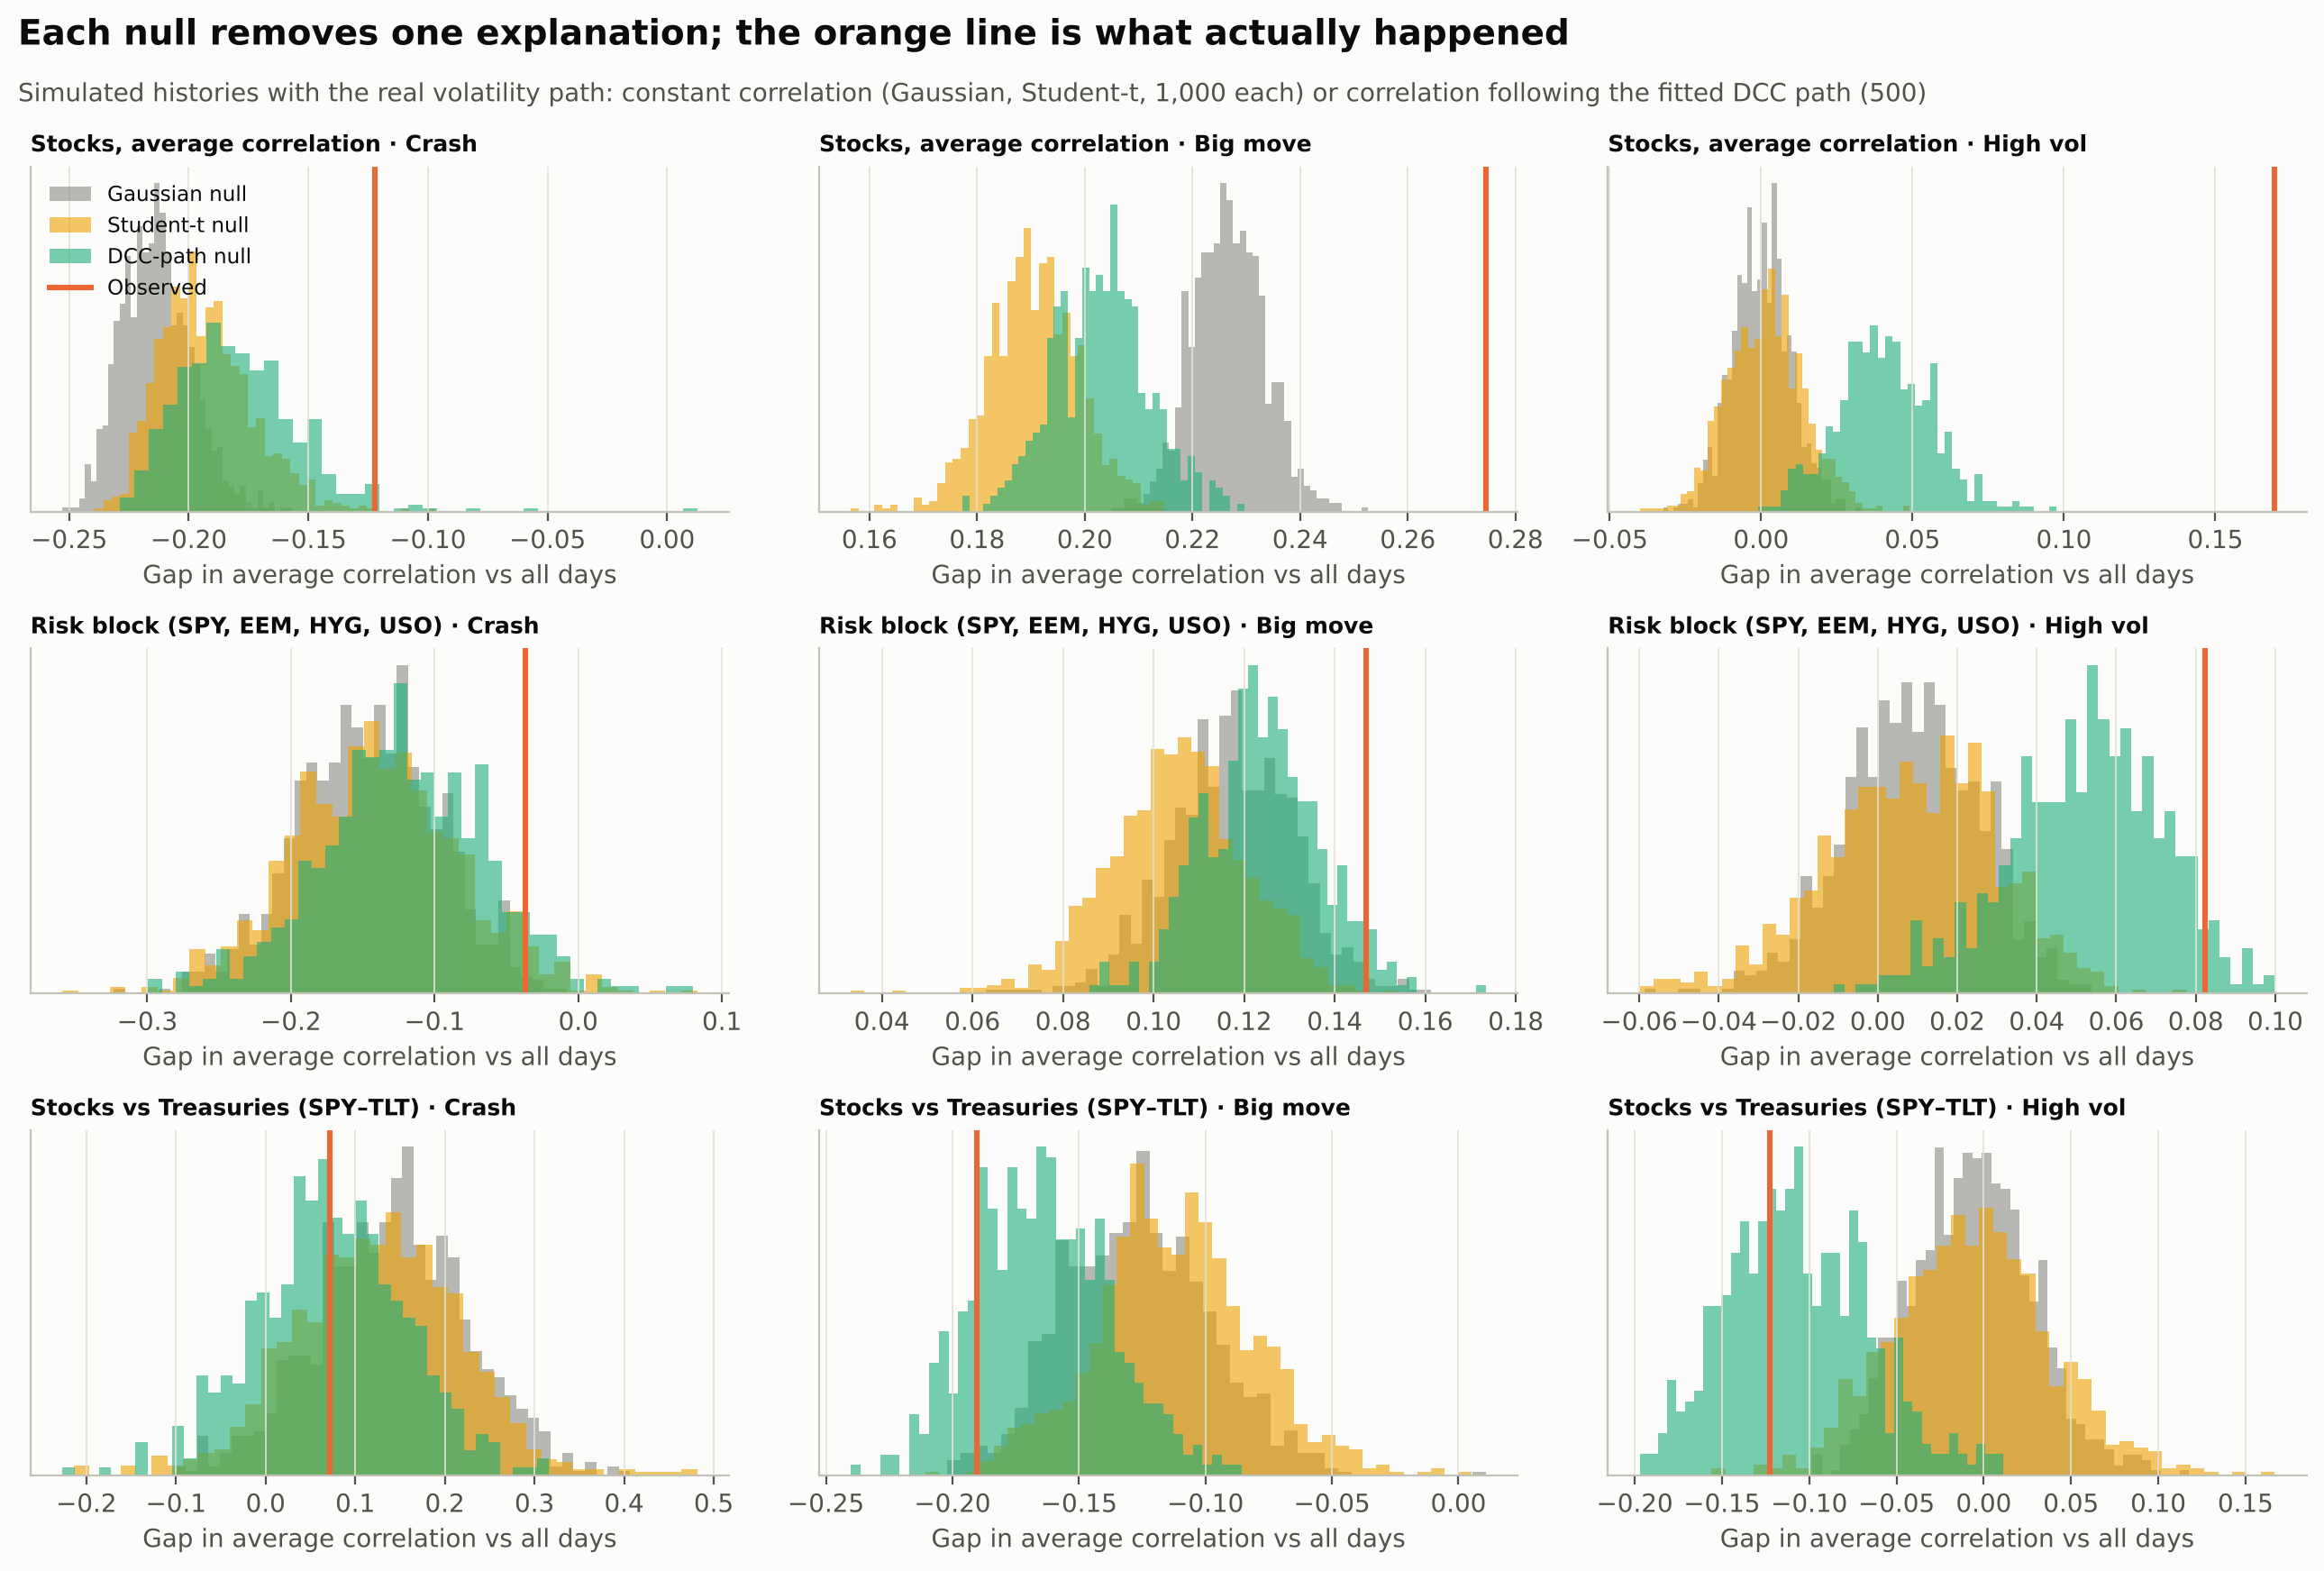 Each null removes one explanation; the orange line is what actually happened
Simulated histories with the real volatility path: constant correlation (Gaussian, Student-t, 1,000 each) or correlation following the fitted DCC path (500)
Stocks, average correlation · Crash
Gaussian null
Student-t null
DCC-path null
Observed
−0.25 −0.20 −0.15 −0.10 −0.05 0.00
Gap in average correlation vs all days
Stocks, average correlation · Big move
0.16 0.18 0.20 0.22 0.24 0.26 0.28
Gap in average correlation vs all days
Stocks, average correlation · High vol
−0.05 0.00 0.05 0.10 0.15
Gap in average correlation vs all days
Risk block (SPY, EEM, HYG, USO) · Crash
−0.3 −0.2 −0.1 0.0 0.1
Gap in average correlation vs all days
Risk block (SPY, EEM, HYG, USO) · Big move
0.04 0.06 0.08 0.10 0.12 0.14 0.16 0.18
Gap in average correlation vs all days
Risk block (SPY, EEM, HYG, USO) · High vol
−0.06 −0.04 −0.02 0.00 0.02 0.04 0.06 0.08 0.10
Gap in average correlation vs all days
Stocks vs Treasuries (SPY–TLT) · Crash
−0.2 −0.1 0.0 0.1 0.2 0.3 0.4 0.5
Gap in average correlation vs all days
Stocks vs Treasuries (SPY–TLT) · Big move
−0.25 −0.20 −0.15 −0.10 −0.05 0.00
Gap in average correlation vs all days
Stocks vs Treasuries (SPY–TLT) · High vol
−0.20 −0.15 −0.10 −0.05 0.00 0.05 0.10 0.15
Gap in average correlation vs all days